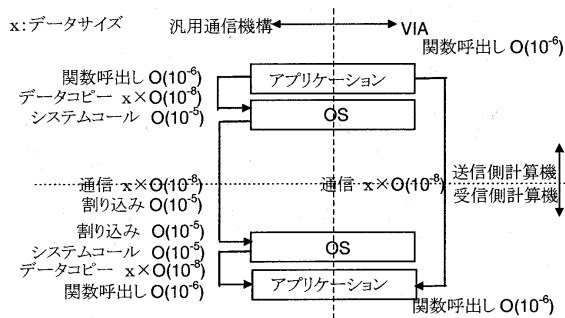 x:データサイズ
汎用通信機構
VIA
関数呼出し O(10⁻⁶)
関数呼出し O(10⁻⁶)
データコピー x×O(10⁻⁸)
システムコール O(10⁻⁵)
アプリケーション
OS
通信 x×O(10⁻⁸)
割り込み O(10⁻⁵)
通信 x×O(10⁻⁸)
送信側計算機
受信側計算機
割り込み O(10⁻⁵)
システムコール O(10⁻⁵)
データコピー x×O(10⁻⁸)
関数呼出し O(10⁻⁶)
OS
アプリケーション
関数呼出し O(10⁻⁶)